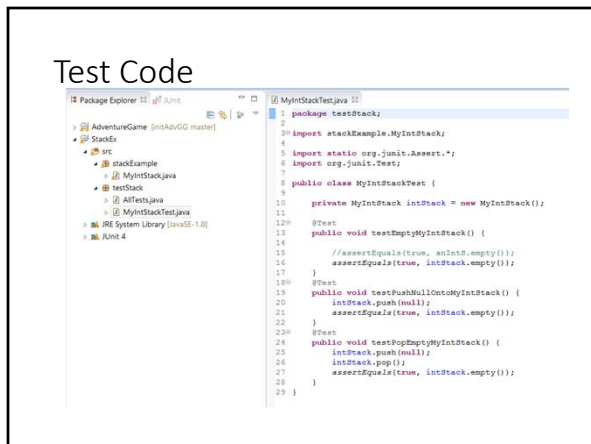 Test Code
Package Explorer
JUnit
AdventureGame [initAdvGG master]
StackEx
src
stackExample
MyIntStack.java
testStack
AllTests.java
MyIntStackTest.java
JRE System Library [JavaSE-1.8]
JUnit 4
MyIntStackTest.java
1 package testStack;
2
3 import stackExample.MyIntStack;
4
5 import static org.junit.Assert.*;
6 import org.junit.Test;
7
8 public class MyIntStackTest {
9
10 private MyIntStack intStack = new MyIntStack();
11
12 @Test
13 public void testEmptyMyIntStack() {
14
15 //assertEquals(true, anIntS.empty());
16 assertEquals(true, intStack.empty());
17 }
18 @Test
19 public void testPushNullOntoMyIntStack() {
20 intStack.push(null);
21 assertEquals(true, intStack.empty());
22 }
23 @Test
24 public void testPopEmptyMyIntStack() {
25 intStack.push(null);
26 intStack.pop();
27 assertEquals(true, intStack.empty());
28 }
29 }